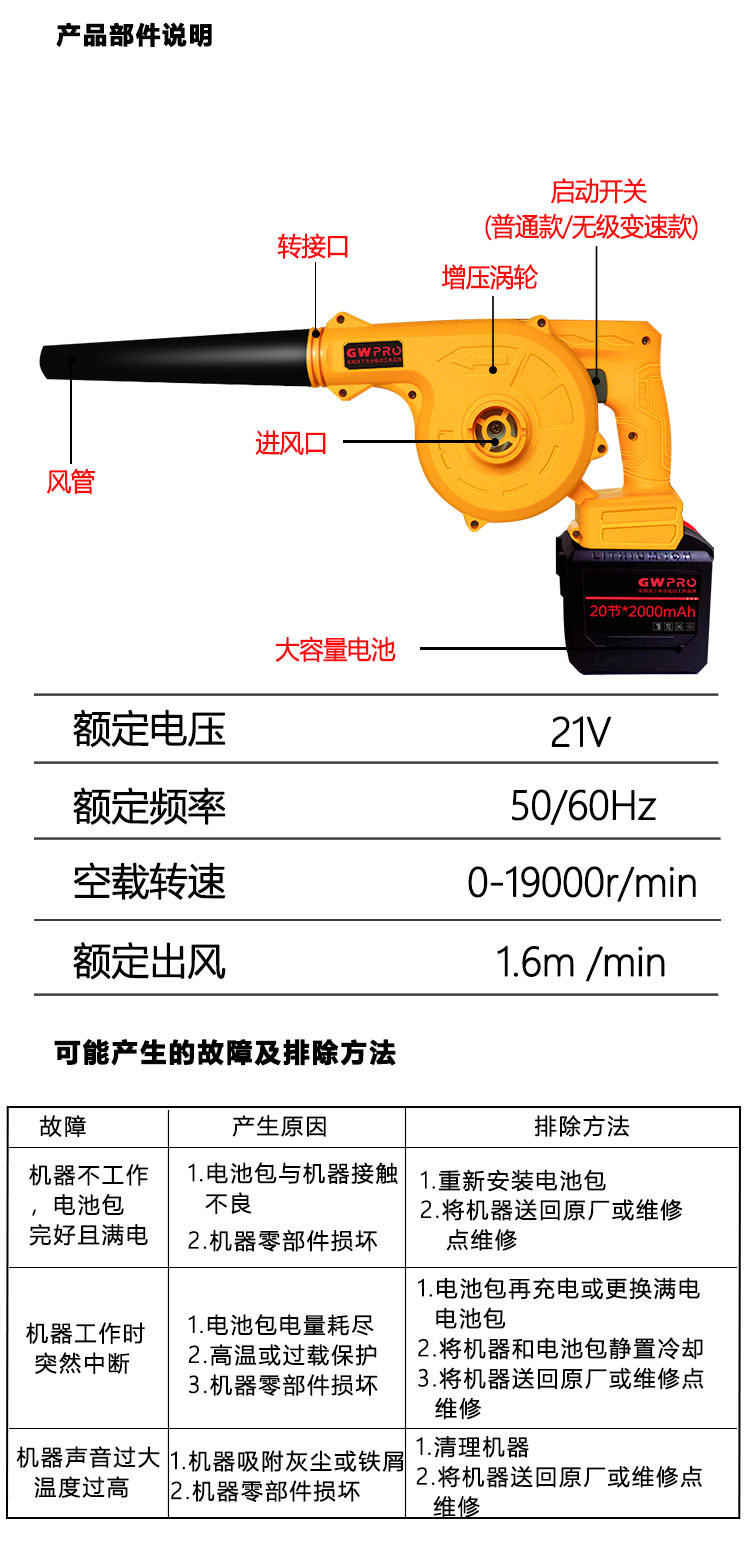 产品部件说明
启动开关
(普通款/无级变速款)
转接口
增压涡轮
GWPRO
进风口
风管
LITHIUM-ION
GWPRO
20节*2000mAh
大容量电池
额定电压 21V
额定频率 50/60Hz
空载转速 0-19000r/min
额定出风 1.6m /min
可能产生的故障及排除方法
故障 产生原因 排除方法
机器不工作
,电池包
完好且满电
1.电池包与机器接触
不良
2.机器零部件损坏
1.重新安装电池包
2.将机器送回原厂或维修
点维修
机器工作时
突然中断
1.电池包电量耗尽
2.高温或过载保护
3.机器零部件损坏
1.电池包再充电或更换满电
电池包
2.将机器和电池包静置冷却
3.将机器送回原厂或维修点
维修
机器声音过大
温度过高
1.机器吸附灰尘或铁屑
2.机器零部件损坏
1.清理机器
2.将机器送回原厂或维修点
维修